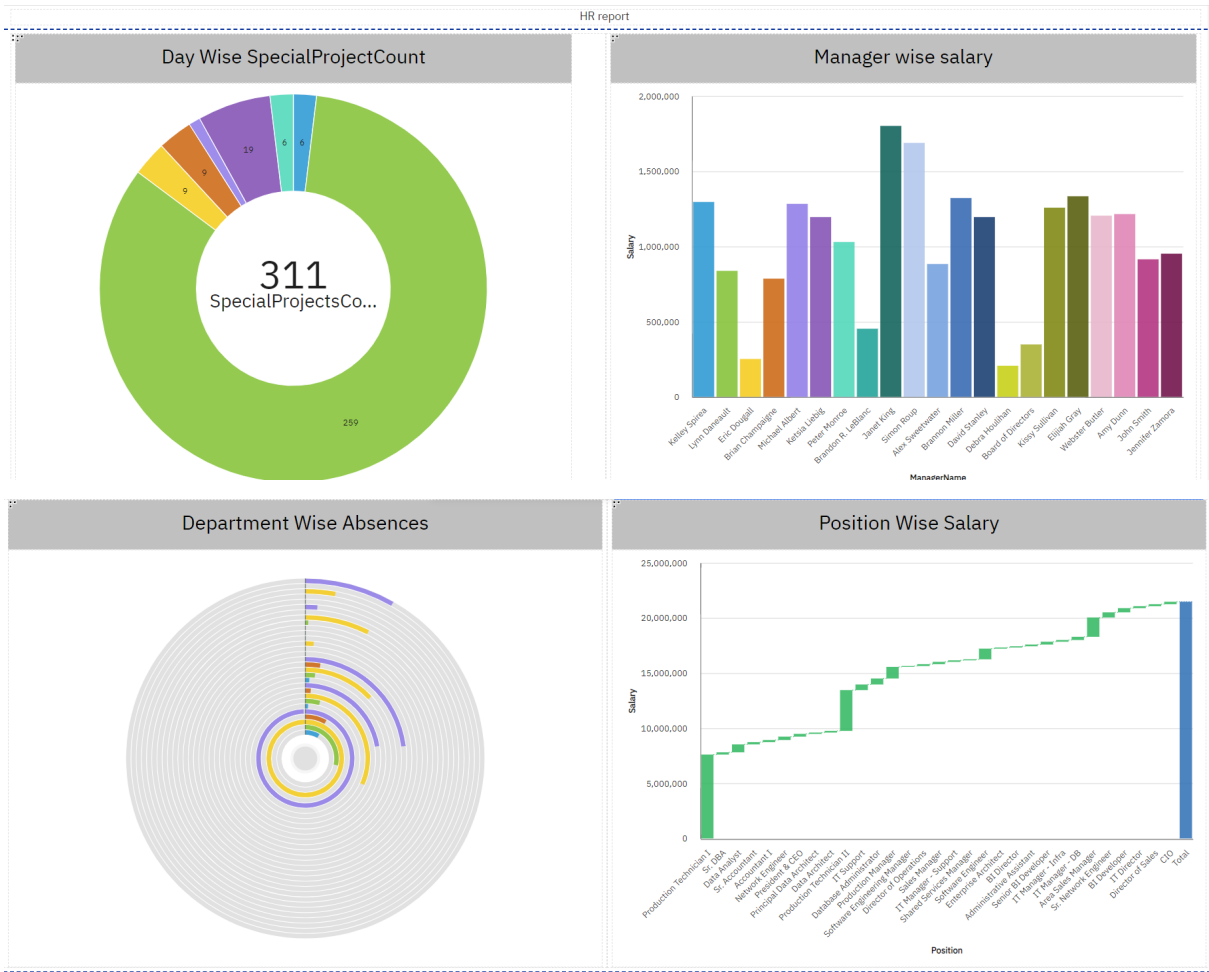 HR report
Day Wise SpecialProjectCount
6
6
19
9
9
311
SpecialProjectsCo...
259
Manager wise salary
2,000,000
1,500,000
1,000,000
500,000
0
Salary
Kelley Spirea
Lynn Daneault
Eric Dougall
Brian Champaigne
Michael Albert
Ketsia Liebig
Peter Monroe
Brandon R. LeBlanc
Janet King
Simon Roup
Alex Sweetwater
Brannon Miller
David Stanley
Debra Houlihan
Board of Directors
Kissy Sullivan
Elijiah Gray
Webster Butler
Amy Dunn
John Smith
Jennifer Zamora
ManagerName
Department Wise Absences
Position Wise Salary
25,000,000
20,000,000
15,000,000
10,000,000
5,000,000
0
Salary
Production Technician I
Sr. DBA
Data Analyst
Sr. Accountant
Accountant I
Network Engineer
President & CEO
Principal Data Architect
Data Architect
Production Technician II
IT Support
Database Administrator
Production Manager
Software Engineering Manager
Director of Operations
Sales Manager
IT Manager - Support
Shared Services Manager
Software Engineer
Enterprise Architect
BI Director
Administrative Assistant
Senior BI Developer
IT Manager - Infra
IT Manager - DB
Area Sales Manager
Sr. Network Engineer
BI Developer
IT Director
Director of Sales
CIO
Total
Position